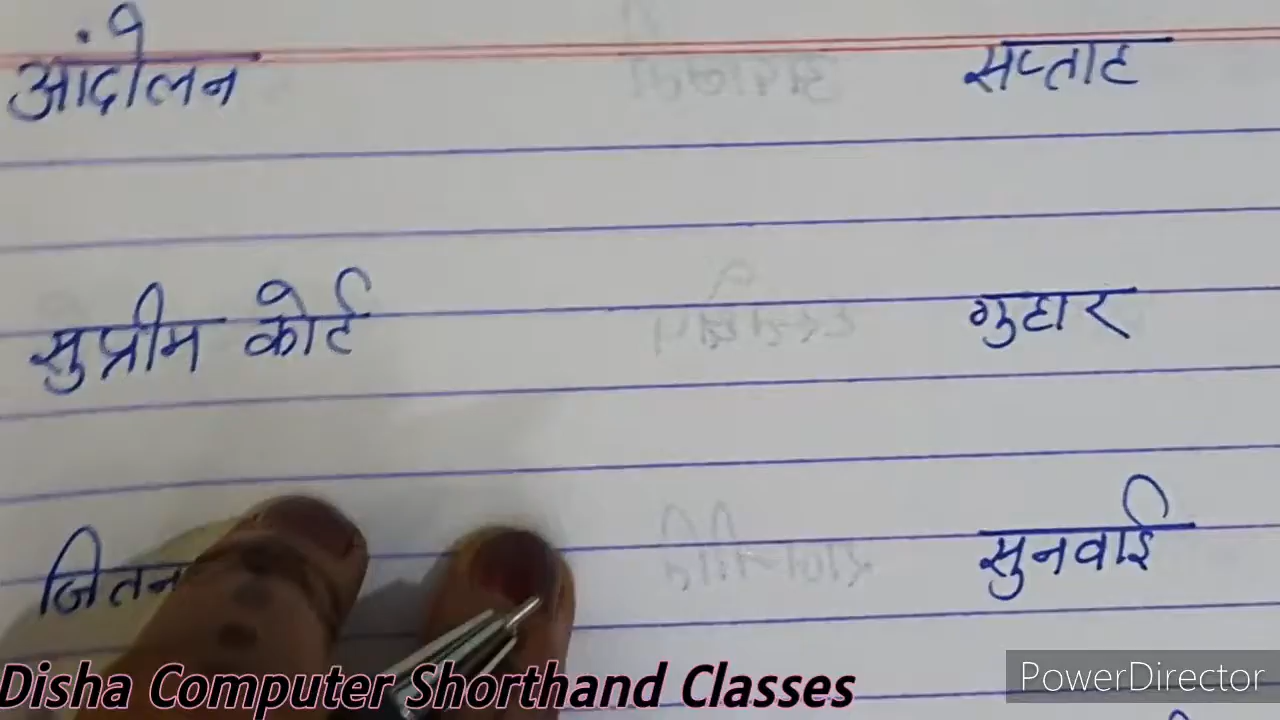 आंदोलन सप्ताह
सुप्रीम कोर्ट गुहार
सुनवाई
Disha Computer Shorthand Classes
PowerDirector